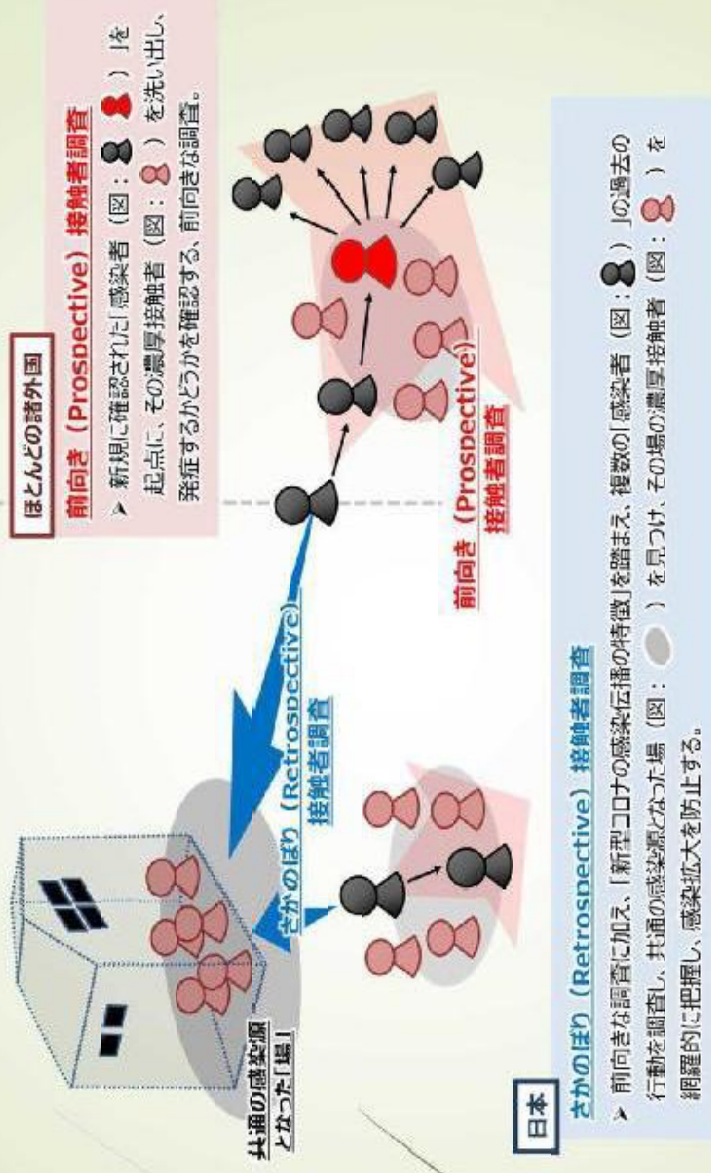 ほとんどの諸外国
前向き（Prospective）接触者調査
➤ 新規に確認された「感染者（図： ）」を
起点に、その濃厚接触者（図： ）を洗い出し、
発症するかどうかを確認する、前向きな調査。
共通の感染源
となった「場」
さかのぼり（Retrospective）
接触者調査
前向き（Prospective）
接触者調査
日本
さかのぼり（Retrospective）接触者調査
➤ 前向きな調査に加え、「新型コロナの感染伝播の特徴」を踏まえ、複数の「感染者（図： ）」の過去の
行動を調査し、共通の感染源となった場（図： ）を見つけ、その場の濃厚接触者（図： ）を
網羅的に把握し、感染拡大を防止する。